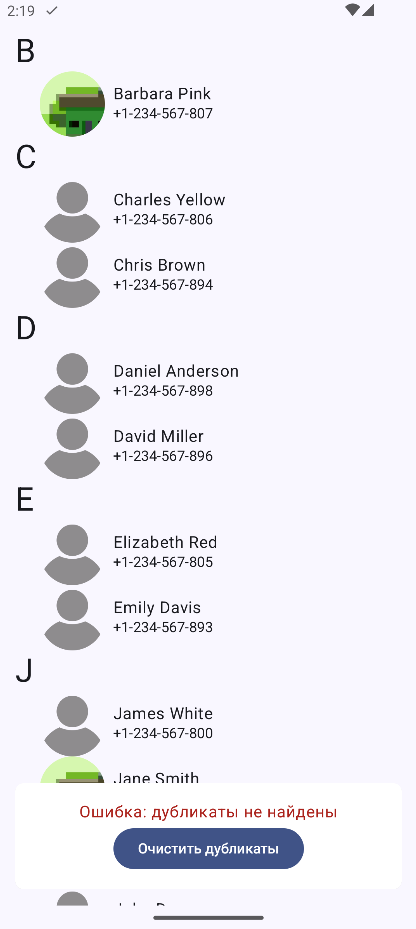 2:19
B
Barbara Pink
+1-234-567-807
C
Charles Yellow
+1-234-567-806
Chris Brown
+1-234-567-894
D
Daniel Anderson
+1-234-567-898
David Miller
+1-234-567-896
E
Elizabeth Red
+1-234-567-805
Emily Davis
+1-234-567-893
J
James White
+1-234-567-800
Jane Smith
Ошибка: дубликаты не найдены
Очистить дубликаты